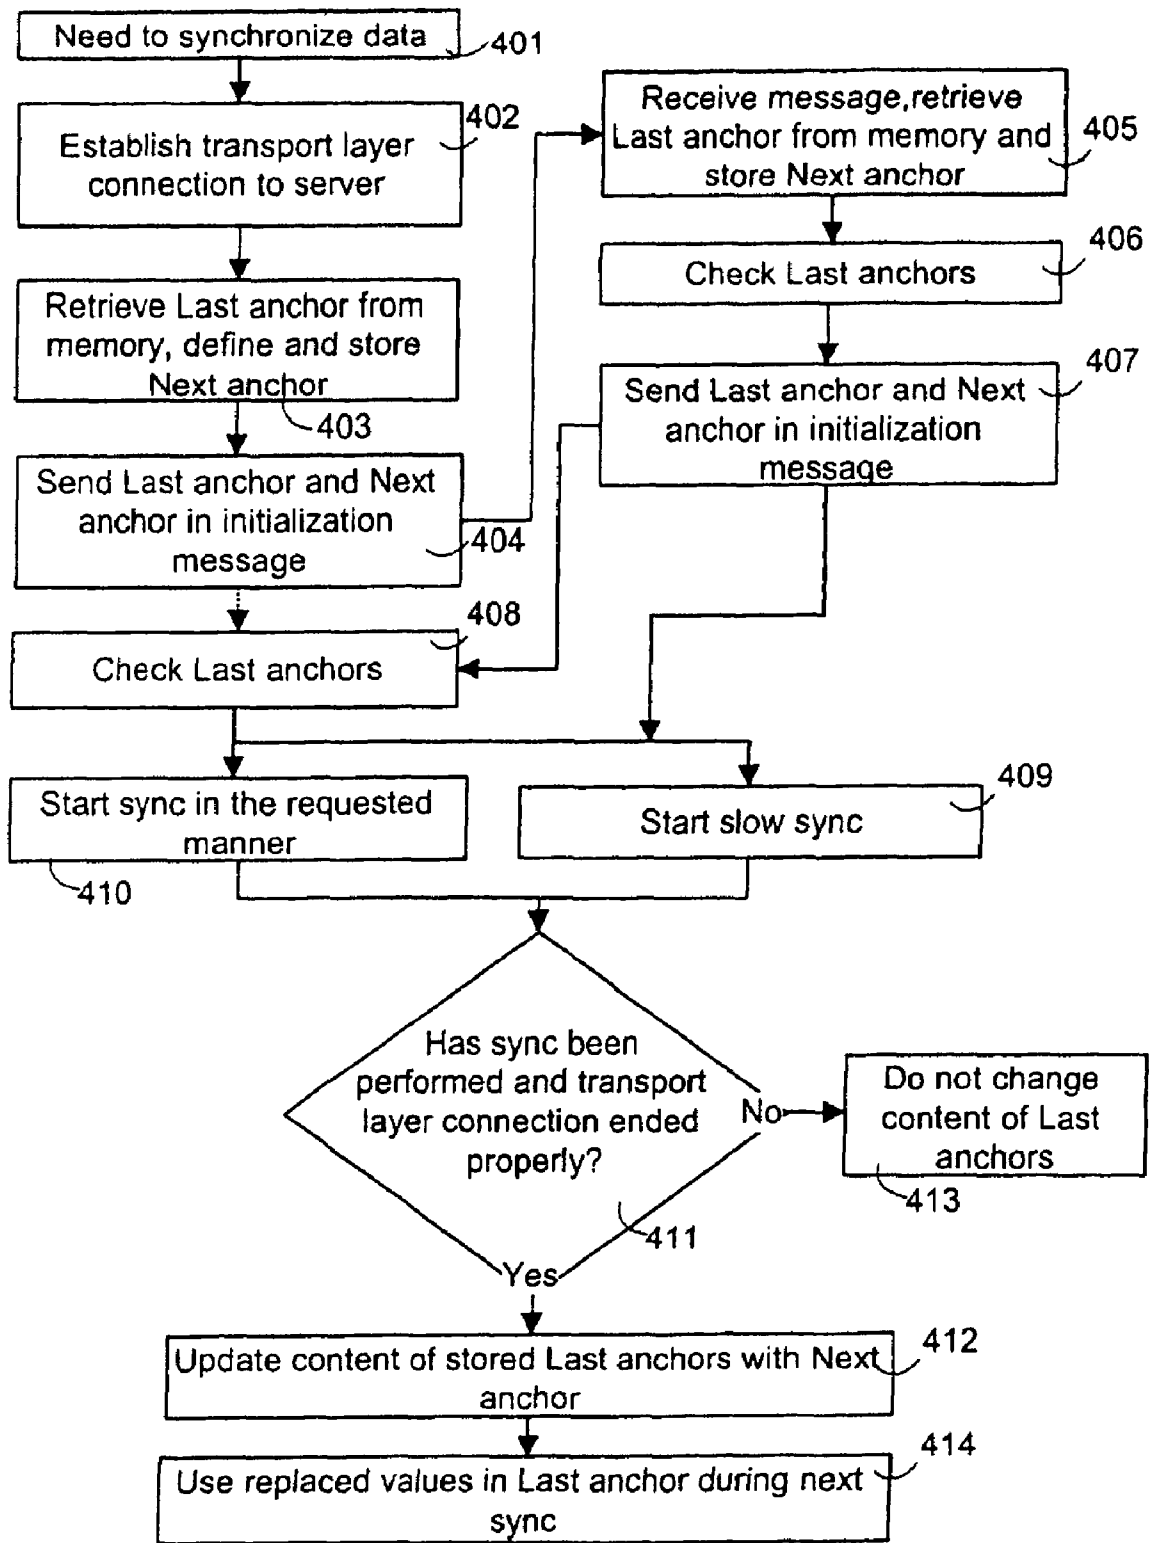 Need to synchronize data
401
Establish transport layer
connection to server
402
Retrieve Last anchor from
memory, define and store
Next anchor
403
Send Last anchor and Next
anchor in initialization
message
404
Receive message,retrieve
Last anchor from memory and
store Next anchor
405
Check Last anchors
406
Send Last anchor and Next
anchor in initialization
message
407
Check Last anchors
408
Start sync in the requested
manner
410
Start slow sync
409
Has sync been
performed and transport
layer connection ended
properly?
411
No
Do not change
content of Last
anchors
413
Yes
Update content of stored Last anchors with Next
anchor
412
Use replaced values in Last anchor during next
sync
414